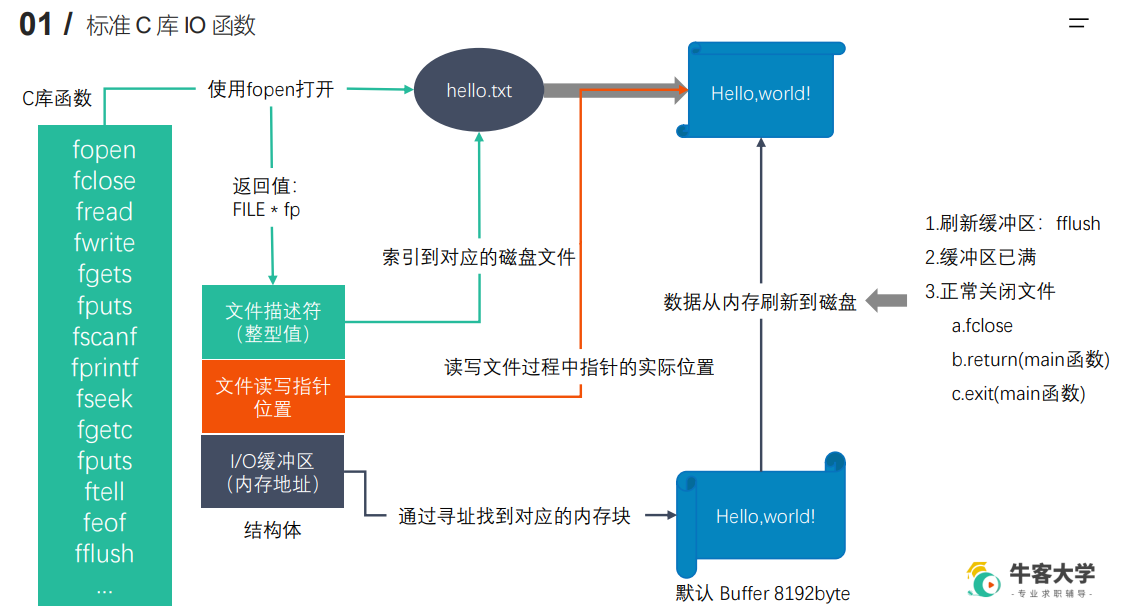 01 / 标准 C 库 IO 函数
C库函数
使用fopen打开
hello.txt
Hello,world!
fopen
fclose
fread
fwrite
fgets
fputs
fscanf
fprintf
fseek
fgetc
fputs
ftell
feof
fflush
...
返回值：
FILE * fp
索引到对应的磁盘文件
文件描述符
（整型值）
读写文件过程中指针的实际位置
文件读写指针
位置
I/O缓冲区
（内存地址）
结构体
通过寻址找到对应的内存块
数据从内存刷新到磁盘
1.刷新缓冲区：fflush
2.缓冲区已满
3.正常关闭文件
a.fclose
b.return(main函数)
c.exit(main函数)
Hello,world!
默认 Buffer 8192byte
牛客大学
-专业求职辅导-